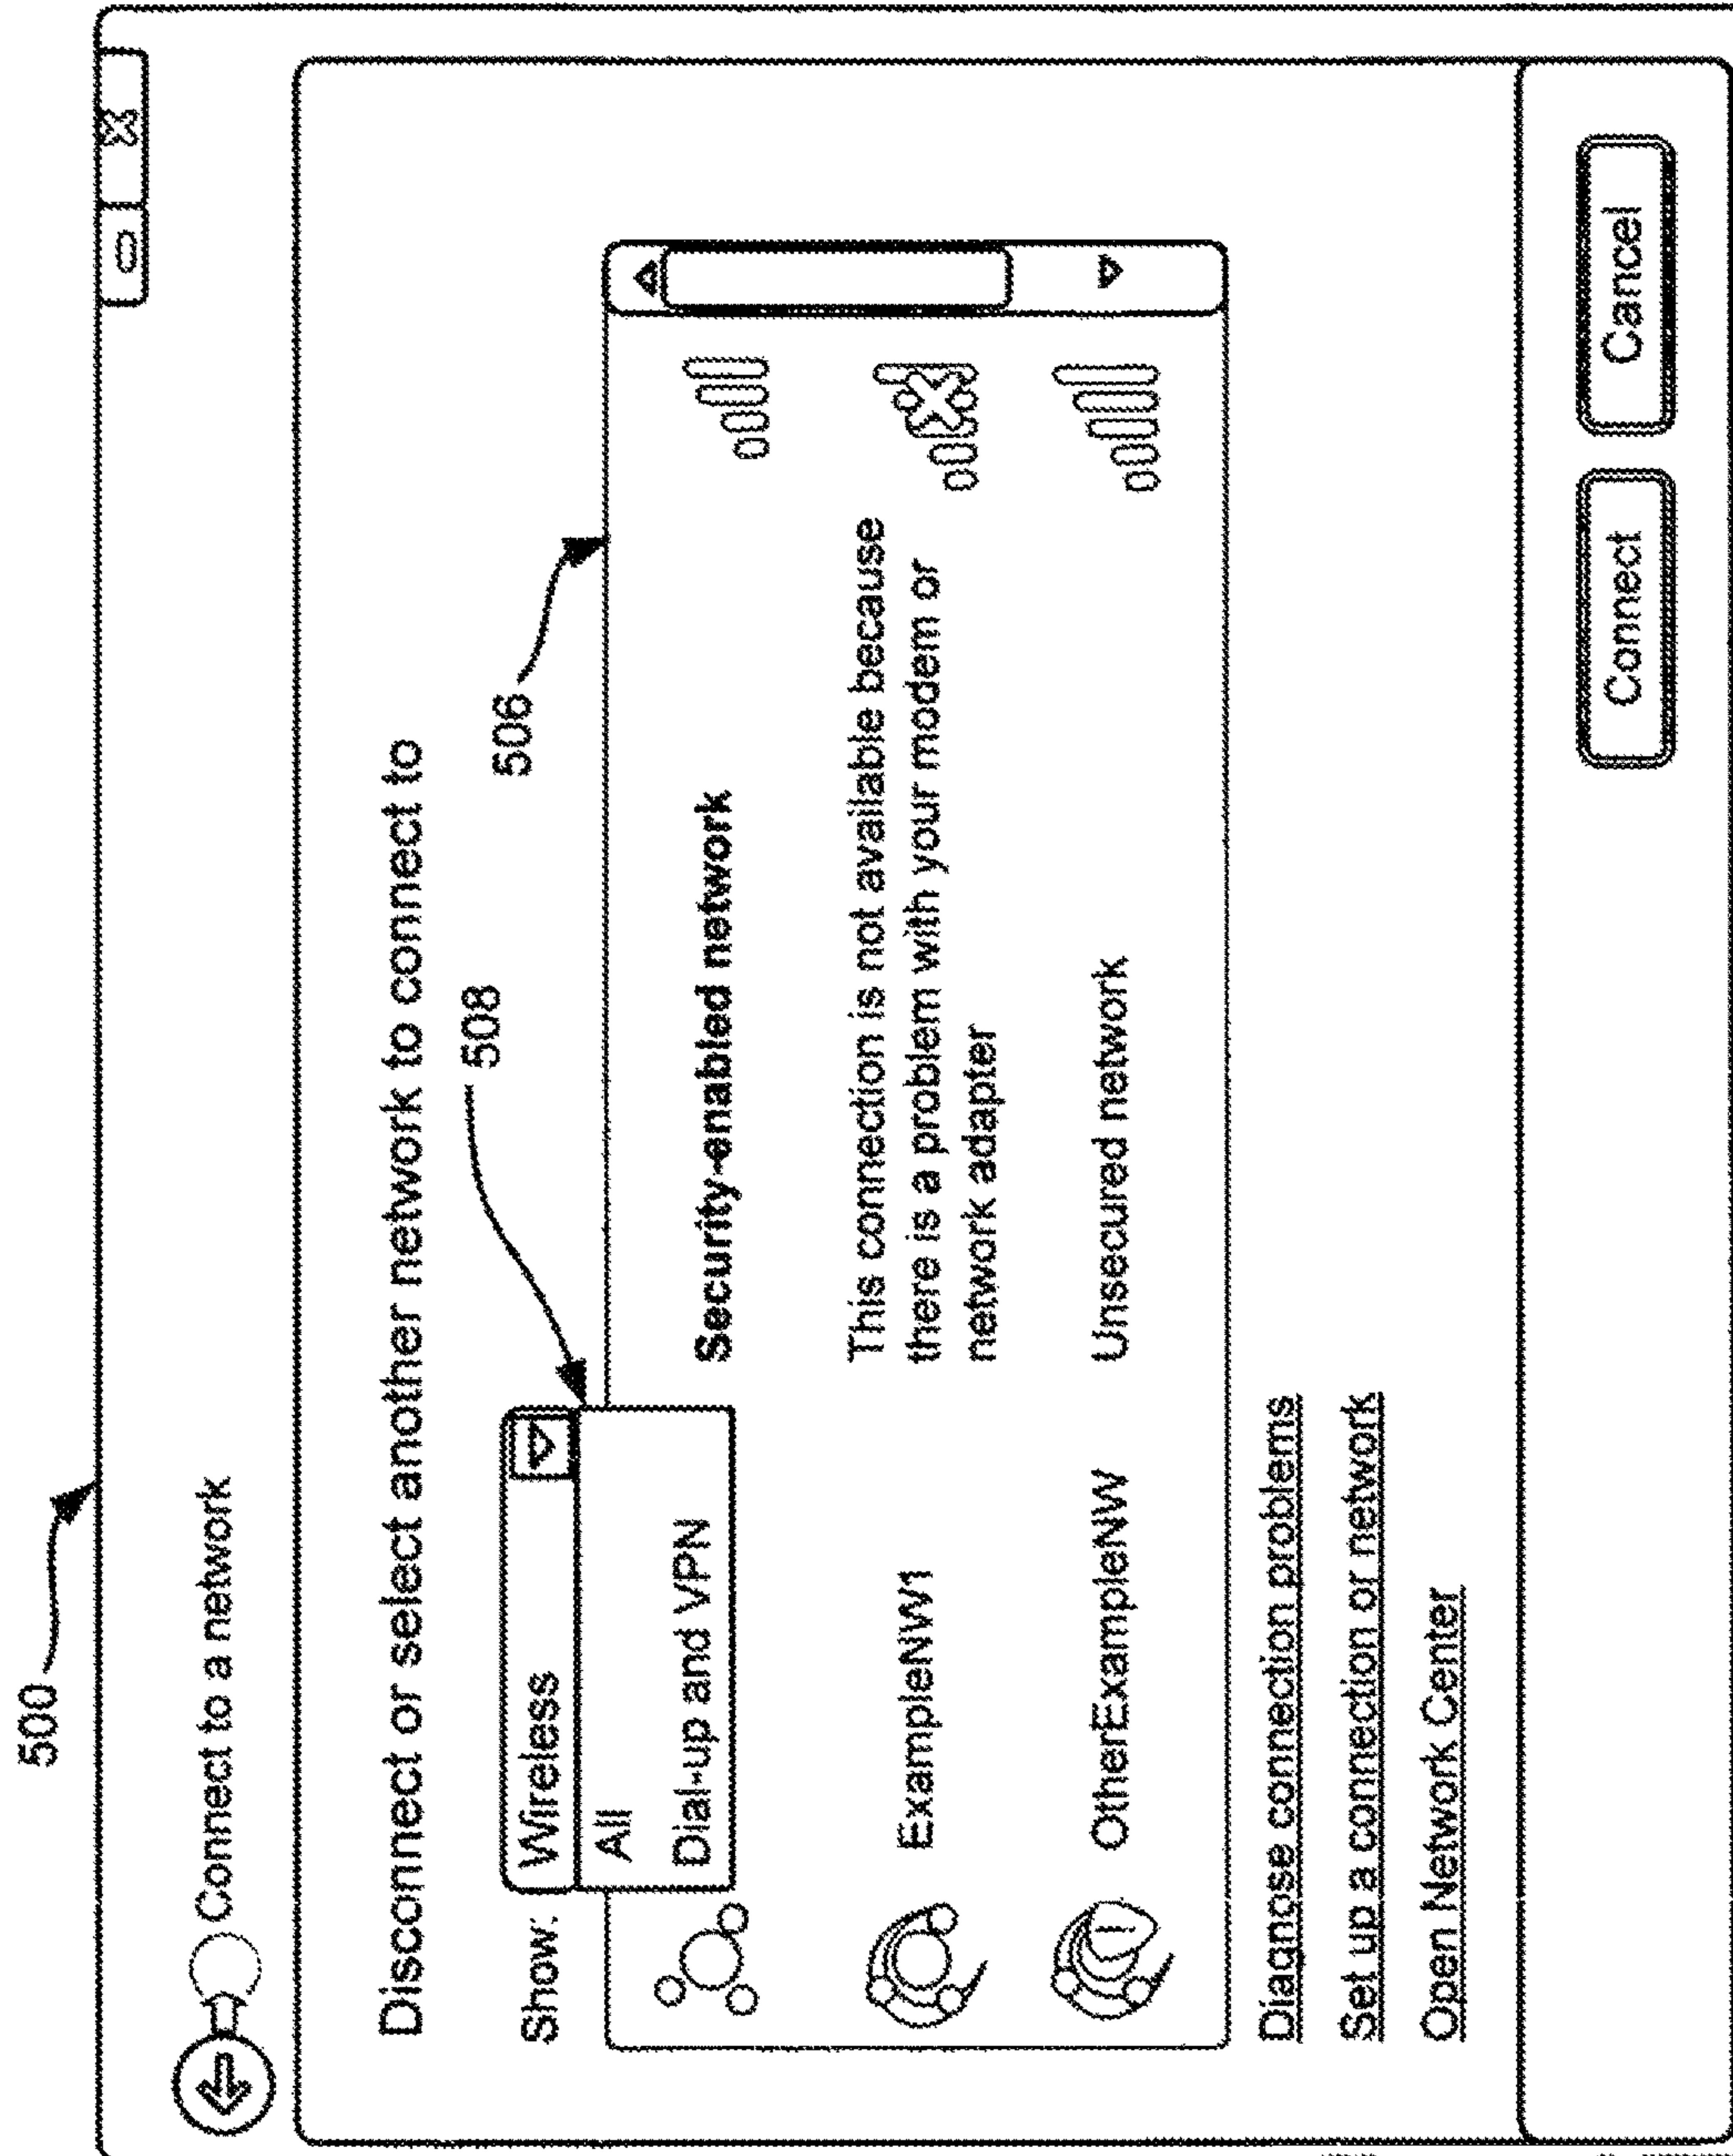 500
Connect to a network
Disconnect or select another network to connect to
508
506
Show: Wireless
All
Dial-up and VPN
Security-enabled network
ExampleNW1
This connection is not available because
there is a problem with your modem or
network adapter
OtherExampleNW
Unsecured network
Diagnose connection problems
Set up a connection or network
Open Network Center
Connect
Cancel